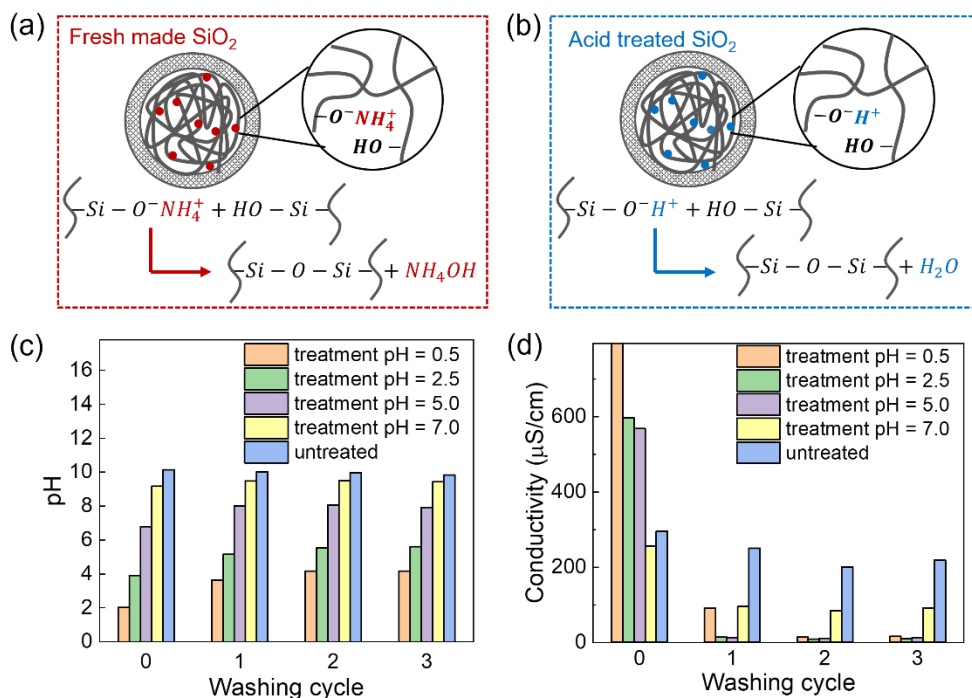 (a)
Fresh made SiO₂
–O⁻NH₄⁺
HO –
–Si – O⁻NH₄⁺ + HO – Si –
–Si – O – Si– + NH₄OH
(b)
Acid treated SiO₂
–O⁻H⁺
HO –
–Si – O⁻H⁺ + HO – Si –
–Si – O – Si– + H₂O
(c)
treatment pH = 0.5
treatment pH = 2.5
treatment pH = 5.0
treatment pH = 7.0
untreated
pH
16
14
12
10
8
6
4
2
0
0 1 2 3
Washing cycle
(d)
treatment pH = 0.5
treatment pH = 2.5
treatment pH = 5.0
treatment pH = 7.0
untreated
Conductivity (μS/cm)
600
400
200
0
0 1 2 3
Washing cycle